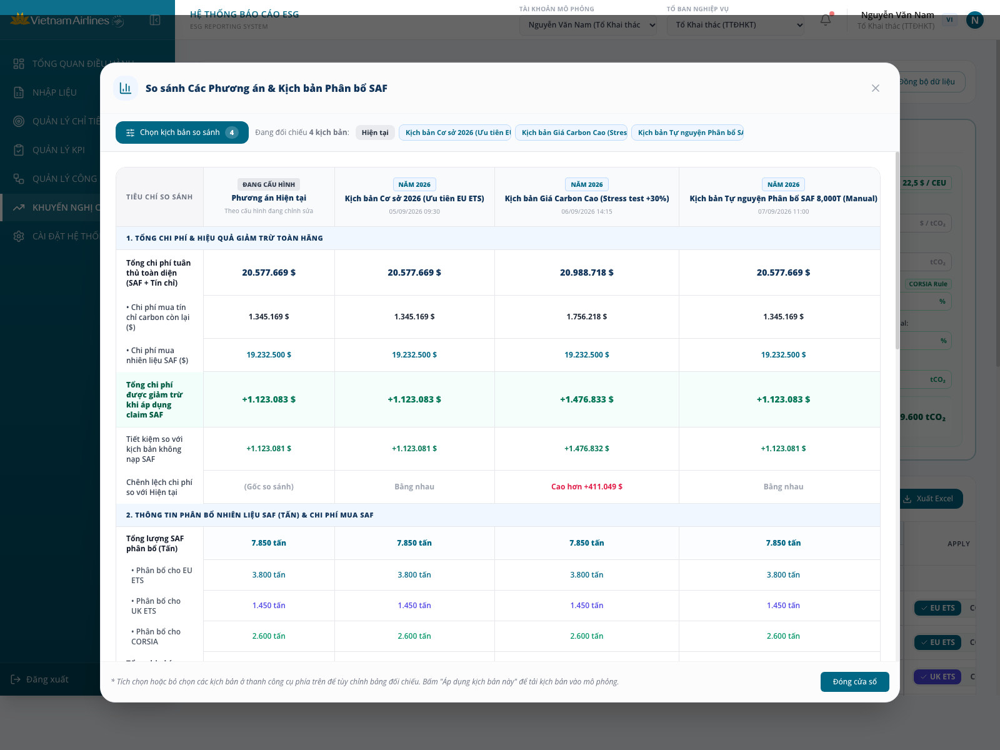 Vietnam Airlines
HỆ THỐNG BÁO CÁO ESG
ESG REPORTING SYSTEM
TÀI KHOẢN MÔ PHỎNG
Nguyễn Văn Nam (Tổ Khai thác
TỔ BAN NGHIỆP VỤ
Tổ Khai thác (TTĐHKT)
Nguyễn Văn Nam
Tổ Khai thác (TTĐHKT)
VI
N
TỔNG QUAN ĐIỀU HÀNH
NHẬP LIỆU
QUẢN LÝ CHỈ TIÊ
QUẢN LÝ KPI
QUẢN LÝ CÔNG
KHUYẾN NGHỊ
CÀI ĐẶT HỆ THỐ
Đăng xuất
So sánh Các Phương án & Kịch bản Phân bổ SAF
Chọn kịch bản so sánh 4
Đang đối chiếu 4 kịch bản:
Hiện tại
Kịch bản Cơ sở 2026 (Ưu tiên EU
Kịch bản Giá Carbon Cao (Stres
Kịch bản Tự nguyện Phân bổ SA
TIÊU CHÍ SO SÁNH
ĐANG CẤU HÌNH
Phương án Hiện tại
Theo cấu hình đang chỉnh sửa
NĂM 2026
Kịch bản Cơ sở 2026 (Ưu tiên EU ETS)
05/09/2026 09:30
NĂM 2026
Kịch bản Giá Carbon Cao (Stress test +30%)
06/09/2026 14:15
NĂM 2026
Kịch bản Tự nguyện Phân bổ SAF 8,000T (Manual)
07/09/2026 11:00
1. TỔNG CHI PHÍ & HIỆU QUẢ GIẢM TRỪ TOÀN HÃNG
Tổng chi phí tuân
thủ toàn diện
(SAF + Tín chỉ)
20.577.669 $
20.577.669 $
20.988.718 $
20.577.669 $
• Chi phí mua tín
chỉ carbon còn lại
($)
1.345.169 $
1.345.169 $
1.756.218 $
1.345.169 $
• Chi phí mua
nhiên liệu SAF ($)
19.232.500 $
19.232.500 $
19.232.500 $
19.232.500 $
Tổng chi phí
được giảm trừ
khi áp dụng
claim SAF
+1.123.083 $
+1.123.083 $
+1.476.833 $
+1.123.083 $
Tiết kiệm so với
kịch bản không
nạp SAF
+1.123.081 $
+1.123.081 $
+1.476.832 $
+1.123.081 $
Chênh lệch chi phí
so với Hiện tại
(Gốc so sánh)
Bằng nhau
Cao hơn +411.049 $
Bằng nhau
2. THÔNG TIN PHÂN BỔ NHIÊN LIỆU SAF (TẤN) & CHI PHÍ MUA SAF
Tổng lượng SAF
phân bổ (Tấn)
7.850 tấn
7.850 tấn
7.850 tấn
7.850 tấn
• Phân bổ cho EU
ETS
3.800 tấn
3.800 tấn
3.800 tấn
3.800 tấn
• Phân bổ cho
UK ETS
1.450 tấn
1.450 tấn
1.450 tấn
1.450 tấn
• Phân bổ cho
CORSIA
2.600 tấn
2.600 tấn
2.600 tấn
2.600 tấn
* Tích chọn hoặc bỏ chọn các kịch bản ở thanh công cụ phía trên để tùy chỉnh bảng đối chiếu. Bấm "Áp dụng kịch bản này" để tải kịch bản vào mô phỏng.
Đóng cửa sổ
Đồng bộ dữ liệu
22,5 $ / CEU
$ / tCO₂
tCO₂
CORSIA Rule
%
al:
%
tCO₂
9.600 tCO₂
Xuất Excel
APPLY
EU ETS
EU ETS
UK ETS